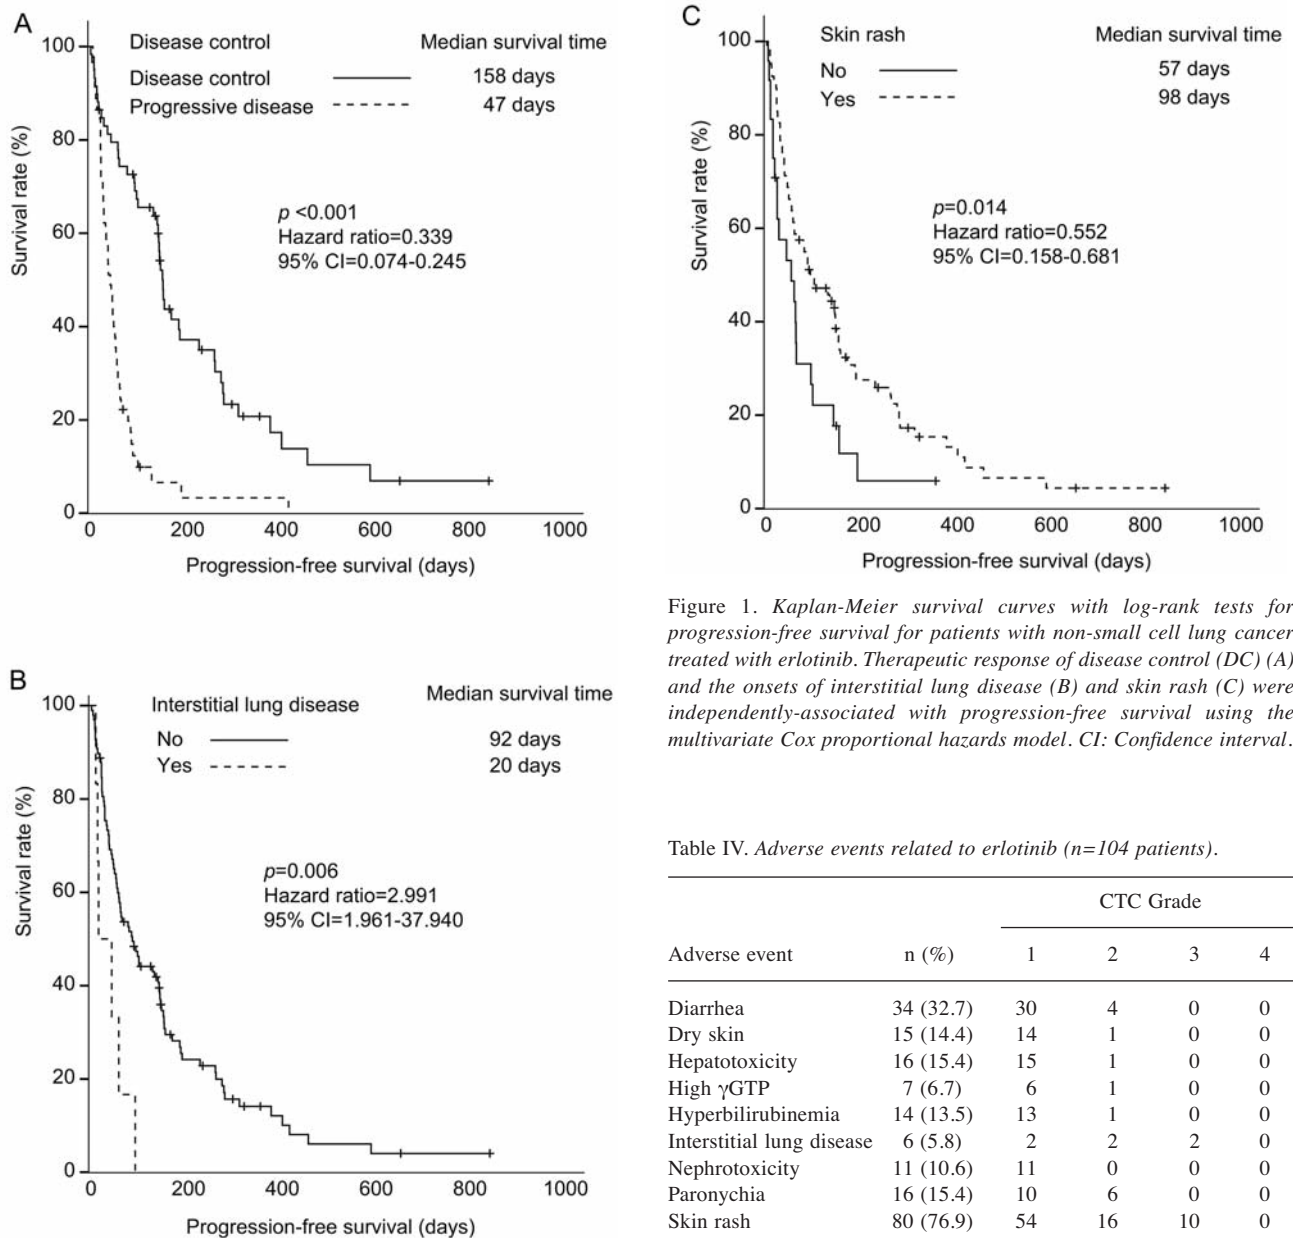 A
Disease control Median survival time
Disease control 158 days
Progressive disease 47 days
p <0.001
Hazard ratio=0.339
95% CI=0.074-0.245
Survival rate (%)
100
80
60
40
20
0
0 200 400 600 800 1000
Progression-free survival (days)
B
Interstitial lung disease Median survival time
No 92 days
Yes 20 days
p=0.006
Hazard ratio=2.991
95% CI=1.961-37.940
Survival rate (%)
100
80
60
40
20
0
0 200 400 600 800 1000
Progression-free survival (days)
C
Skin rash Median survival time
No 57 days
Yes 98 days
p=0.014
Hazard ratio=0.552
95% CI=0.158-0.681
Survival rate (%)
100
80
60
40
20
0
0 200 400 600 800 1000
Progression-free survival (days)
Figure 1. Kaplan-Meier survival curves with log-rank tests for
progression-free survival for patients with non-small cell lung cancer
treated with erlotinib. Therapeutic response of disease control (DC) (A)
and the onsets of interstitial lung disease (B) and skin rash (C) were
independently-associated with progression-free survival using the
multivariate Cox proportional hazards model. CI: Confidence interval.
Table IV. Adverse events related to erlotinib (n=104 patients).
CTC Grade
Adverse event n (%) 1 2 3 4
Diarrhea 34 (32.7) 30 4 0 0
Dry skin 15 (14.4) 14 1 0 0
Hepatotoxicity 16 (15.4) 15 1 0 0
High γGTP 7 (6.7) 6 1 0 0
Hyperbilirubinemia 14 (13.5) 13 1 0 0
Interstitial lung disease 6 (5.8) 2 2 2 0
Nephrotoxicity 11 (10.6) 11 0 0 0
Paronychia 16 (15.4) 10 6 0 0
Skin rash 80 (76.9) 54 16 10 0